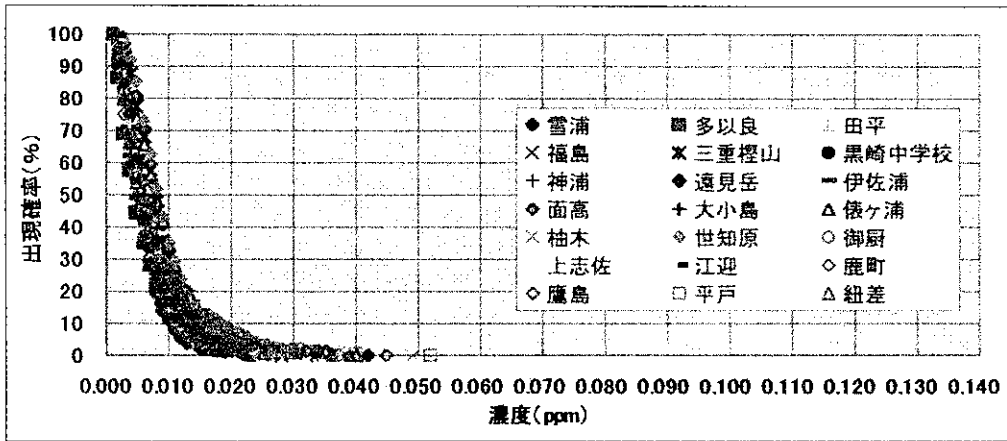 出現確率(%)
100
90
80
70
60
50
40
30
20
10
0
0.000 0.010 0.020 0.030 0.040 0.050 0.060 0.070 0.080 0.090 0.100 0.110 0.120 0.130 0.140
濃度(ppm)
雪浦 多以良 田平
福島 三重樫山 黒崎中学校
神浦 遠見岳 伊佐浦
面高 大小島 俵ヶ浦
柚木 世知原 御厨
上志佐 江迎 鹿町
鷹島 平戸 紐差